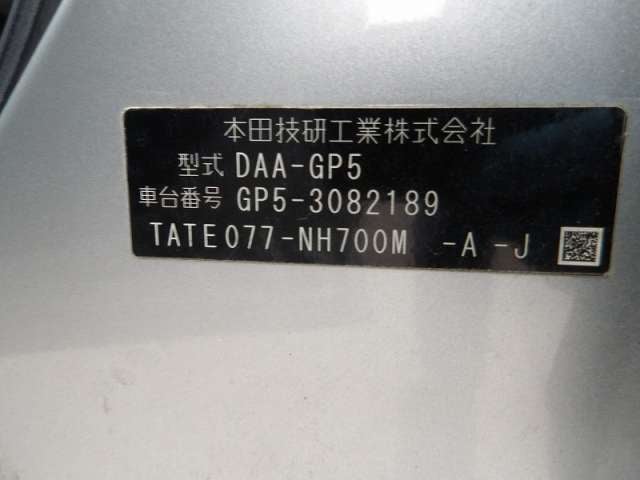 本田技研工業株式会社
型式 DAA-GP5
車台番号 GP5-3082189
TATE077-NH700M -A -J